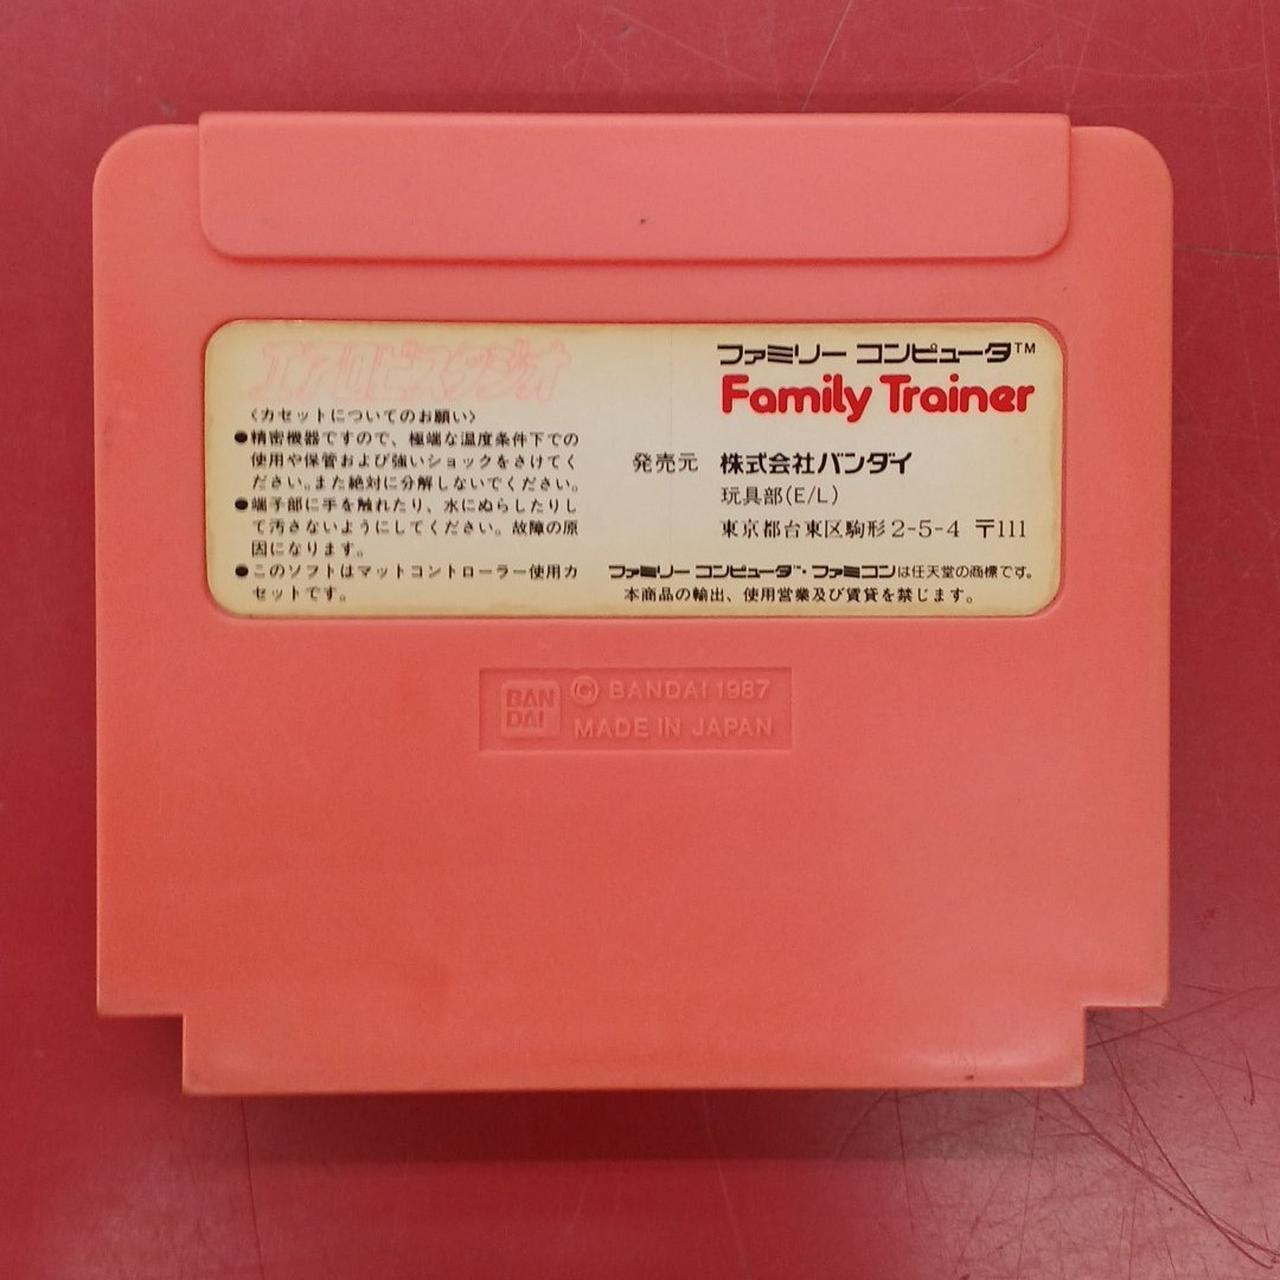 エアロビスタジオ
〈カセットについてのお願い〉
●精密機器ですので、極端な温度条件下での
使用や保管および強いショックをさけてく
ださい。また絶対に分解しないでください。
●端子部に手を触れたり、水にぬらしたりし
て汚さないようにしてください。故障の原
因になります。
●このソフトはマットコントローラー使用カ
セットです。
ファミリー コンピュータ™
Family Trainer
発売元 株式会社バンダイ
玩具部(E/L)
東京都台東区駒形2-5-4 〒111
ファミリー コンピュータ™・ファミコンは任天堂の商標です。
本商品の輸出、使用営業及び賃貸を禁じます。
BAN
DAI
© BANDAI 1987
MADE IN JAPAN